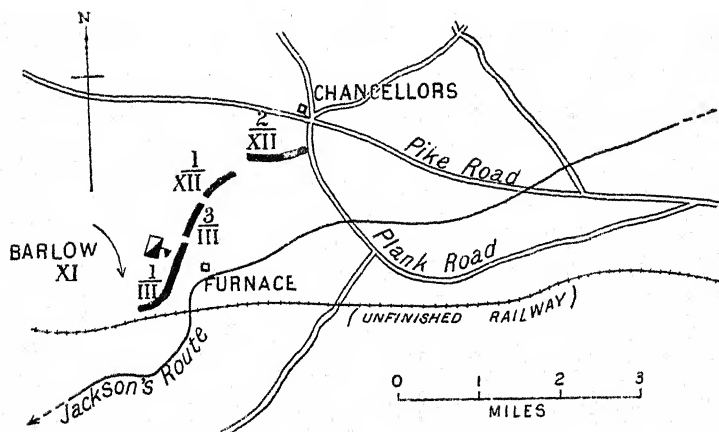 N
CHANCELLORS
2
XII
Pike Road
1
XII
3
III
BARLOW
XI
Plank Road
1
III
FURNACE
(UNFINISHED RAILWAY)
Jackson's Route
0 1 2 3
MILES